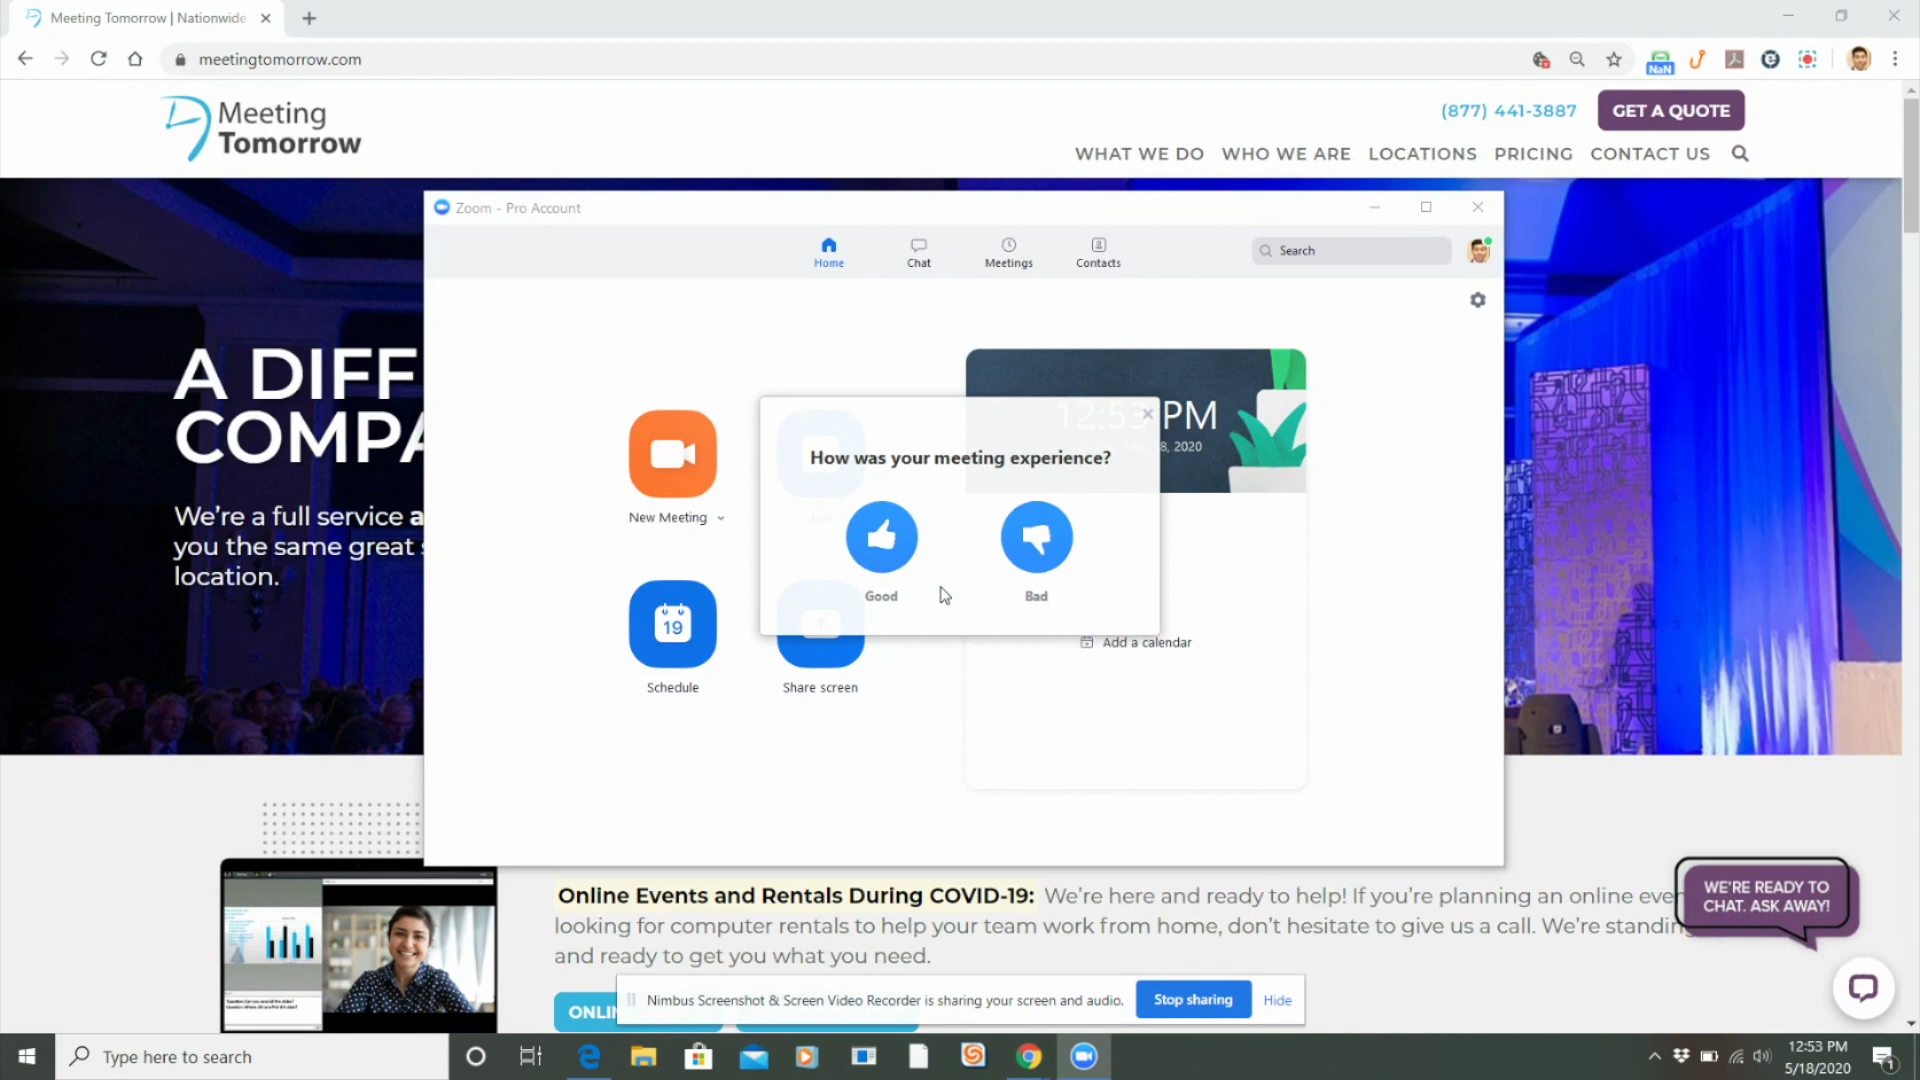 Meeting Tomorrow | Nationwide
meetingtomorrow.com
NaN
Meeting
Tomorrow
(877) 441-3887
GET A QUOTE
WHAT WE DO
WHO WE ARE
LOCATIONS
PRICING
CONTACT US
Zoom - Pro Account
Home
Chat
Meetings
Contacts
Search
A DIFF
COMPA
We're a full service a
you the same great s
location.
12:53 PM
8, 2020
How was your meeting experience?
Good
Bad
New Meeting
19
Schedule
Share screen
Add a calendar
Online Events and Rentals During COVID-19: We're here and ready to help! If you're planning an online eve
looking for computer rentals to help your team work from home, don't hesitate to give us a call. We're standing
and ready to get you what you need.
WE'RE READY TO
CHAT. ASK AWAY!
ONLIN
Nimbus Screenshot & Screen Video Recorder is sharing your screen and audio.
Stop sharing
Hide
Type here to search
12:53 PM
5/18/2020
1